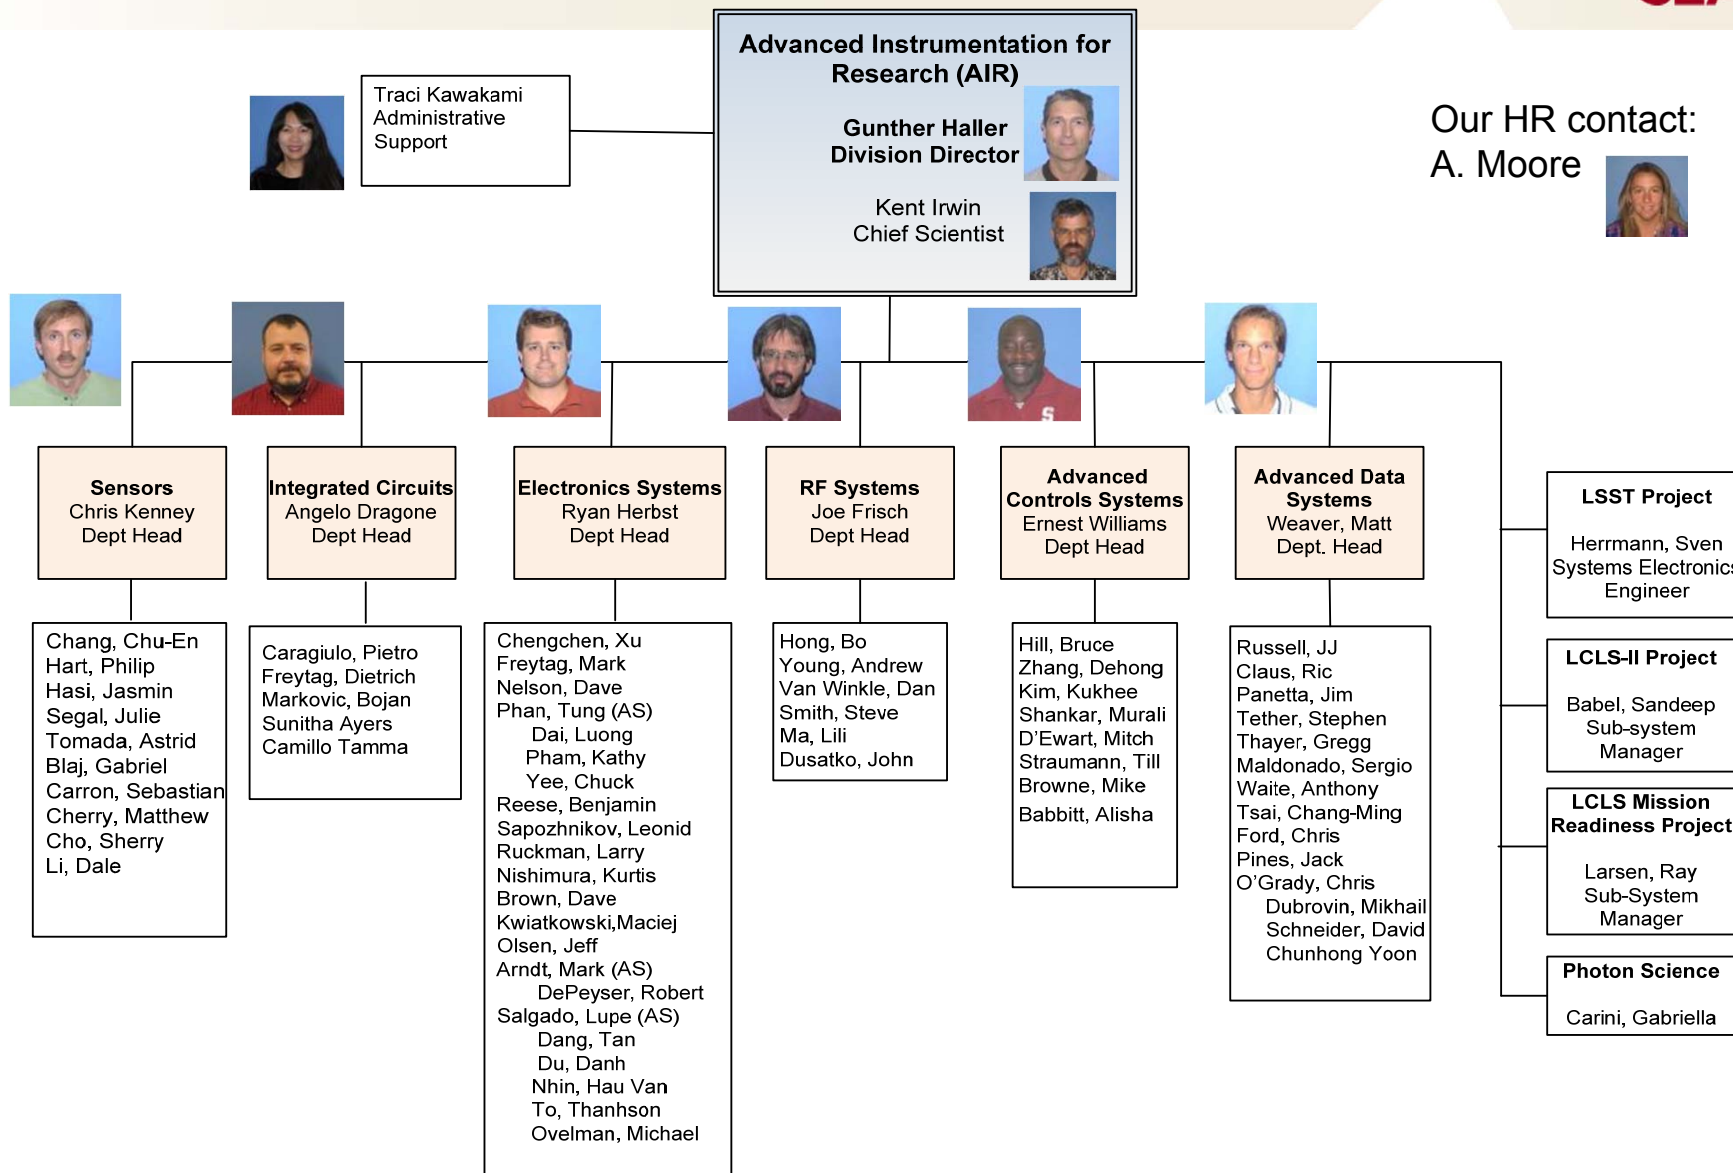 Advanced Instrumentation for
Research (AIR)
Gunther Haller
Division Director
Kent Irwin
Chief Scientist
Traci Kawakami
Administrative
Support
Our HR contact:
A. Moore
Sensors
Chris Kenney
Dept Head
Integrated Circuits
Angelo Dragone
Dept Head
Electronics Systems
Ryan Herbst
Dept Head
RF Systems
Joe Frisch
Dept Head
Advanced
Controls Systems
Ernest Williams
Dept Head
Advanced Data
Systems
Weaver, Matt
Dept. Head
Chang, Chu-En
Hart, Philip
Hasi, Jasmin
Segal, Julie
Tomada, Astrid
Blaj, Gabriel
Carron, Sebastian
Cherry, Matthew
Cho, Sherry
Li, Dale
Caragiulo, Pietro
Freytag, Dietrich
Markovic, Bojan
Sunitha Ayers
Camillo Tamma
Chengchen, Xu
Freytag, Mark
Nelson, Dave
Phan, Tung (AS)
Dai, Luong
Pham, Kathy
Yee, Chuck
Reese, Benjamin
Sapozhnikov, Leonid
Ruckman, Larry
Nishimura, Kurtis
Brown, Dave
Kwiatkowski,Maciej
Olsen, Jeff
Arndt, Mark (AS)
DePeyser, Robert
Salgado, Lupe (AS)
Dang, Tan
Du, Danh
Nhin, Hau Van
To, Thanhson
Ovelman, Michael
Hong, Bo
Young, Andrew
Van Winkle, Dan
Smith, Steve
Ma, Lili
Dusatko, John
Hill, Bruce
Zhang, Dehong
Kim, Kukhee
Shankar, Murali
D'Ewart, Mitch
Straumann, Till
Browne, Mike
Babbitt, Alisha
Russell, JJ
Claus, Ric
Panetta, Jim
Tether, Stephen
Thayer, Gregg
Maldonado, Sergio
Waite, Anthony
Tsai, Chang-Ming
Ford, Chris
Pines, Jack
O'Grady, Chris
Dubrovin, Mikhail
Schneider, David
Chunhong Yoon
LSST Project
Herrmann, Sven
Systems Electronics
Engineer
LCLS-II Project
Babel, Sandeep
Sub-system
Manager
LCLS Mission
Readiness Project
Larsen, Ray
Sub-System
Manager
Photon Science
Carini, Gabriella